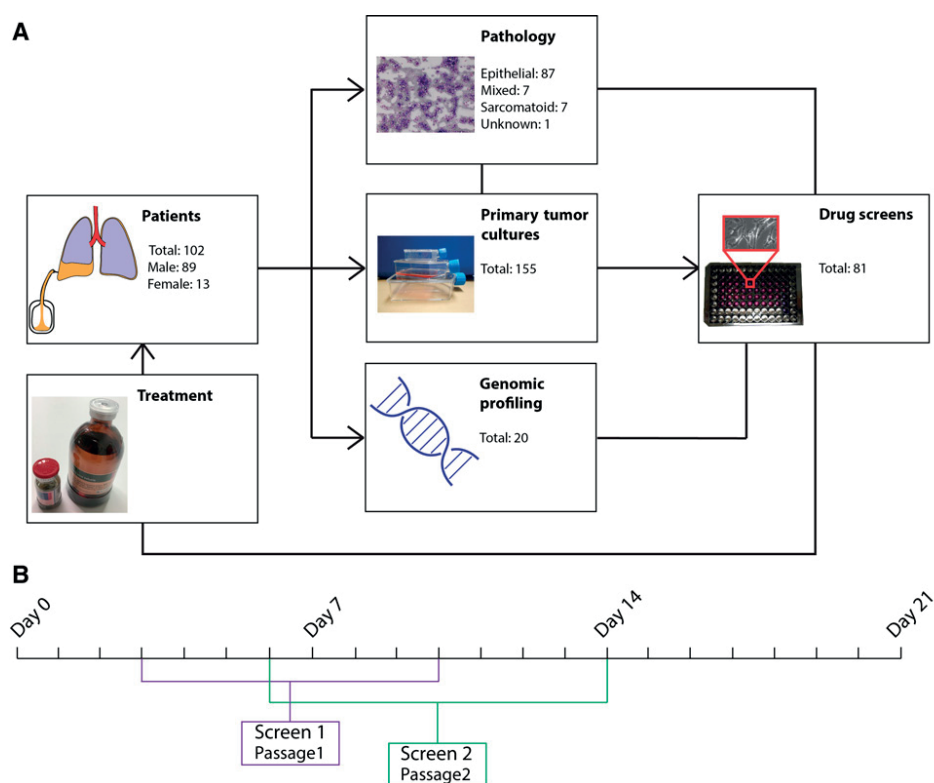 A
Pathology
Epithelial: 87
Mixed: 7
Sarcomatoid: 7
Unknown: 1
Patients
Total: 102
Male: 89
Female: 13
Primary tumor
cultures
Total: 155
Drug screens
Total: 81
Treatment
Genomic
profiling
Total: 20
B
Day 0
Day 7
Day 14
Day 21
Screen 1
Passage1
Screen 2
Passage2